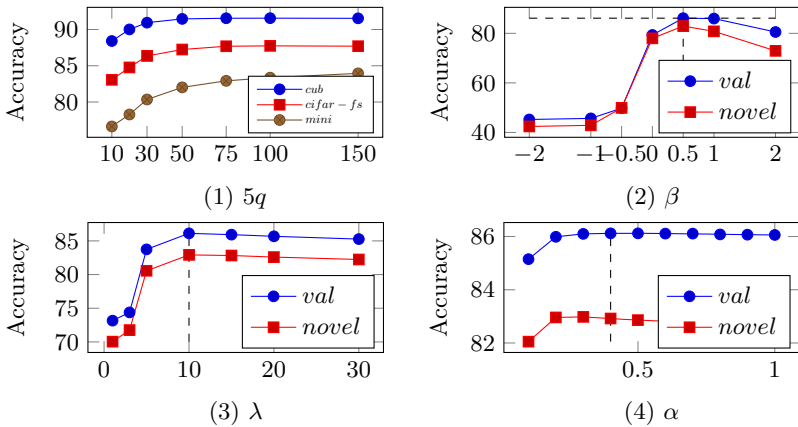 Accuracy
90
85
80
cub
cifar − fs
mini
10 30 50 75 100 150
(1) 5q
Accuracy
80
60
40
val
novel
−2 −1 −0.5 0 0.5 1 2
(2) β
Accuracy
85
80
75
70
val
novel
0 10 20 30
(3) λ
Accuracy
86
84
82
val
novel
0.5 1
(4) α